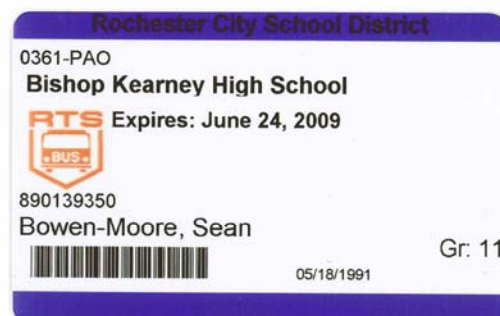 Rochester City School District
0361-PAO
Bishop Kearney High School
RTS Expires: June 24, 2009
BUS
890139350
Bowen-Moore, Sean
Gr: 11
05/18/1991